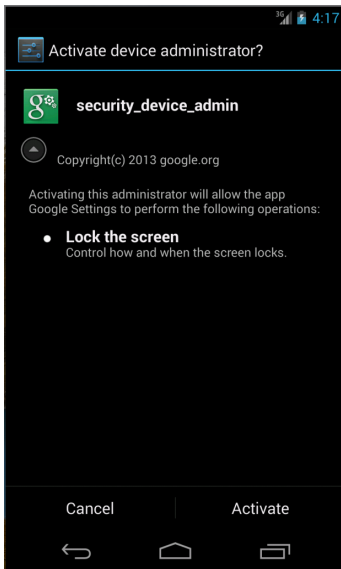 3G 4:17
Activate device administrator?
g
security_device_admin
Copyright(c) 2013 google.org
Activating this administrator will allow the app
Google Settings to perform the following operations:
• Lock the screen
Control how and when the screen locks.
Cancel Activate